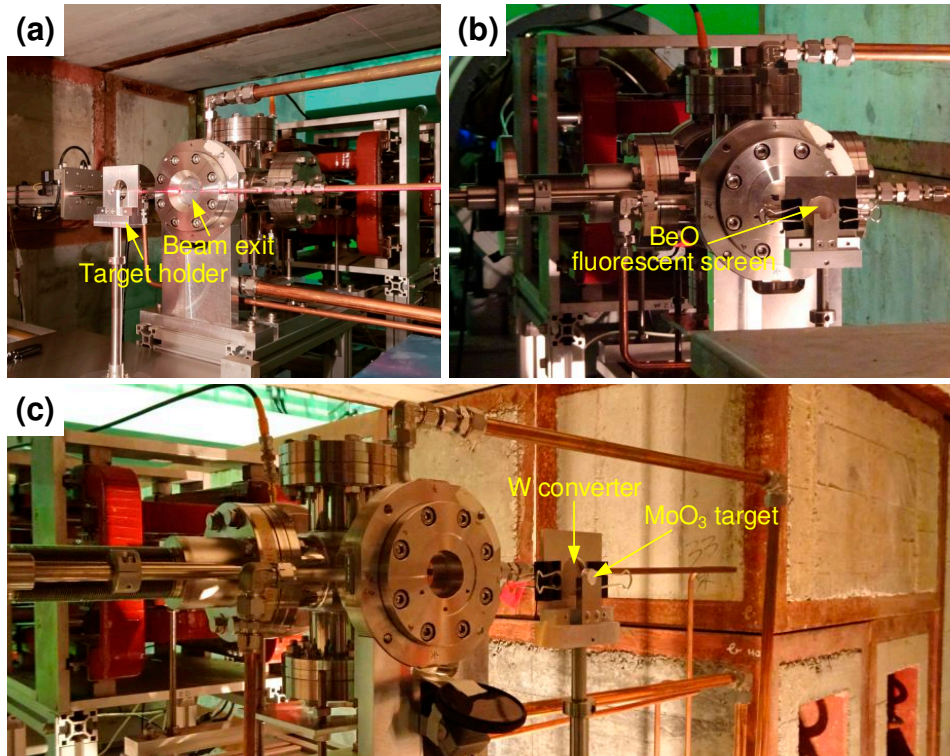 (a)
Beam exit
Target holder
(b)
BeO
fluorescent screen
(c)
W converter
MoO₃ target